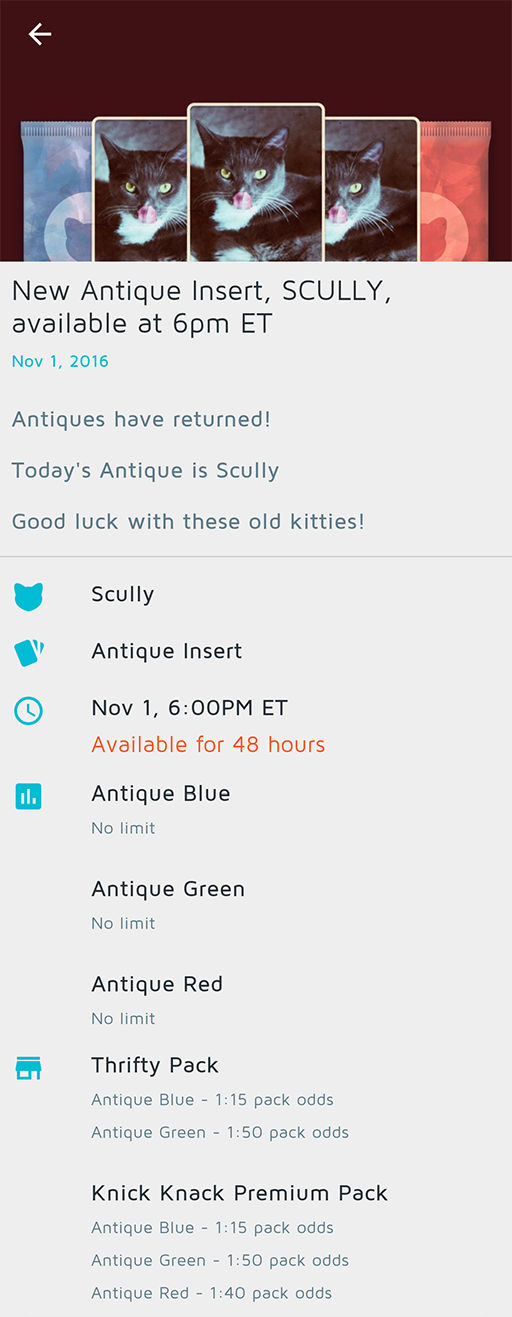 New Antique Insert, SCULLY,
available at 6pm ET
Nov 1, 2016
Antiques have returned!
Today's Antique is Scully
Good luck with these old kitties!
Scully
Antique Insert
Nov 1, 6:00PM ET
Available for 48 hours
Antique Blue
No limit
Antique Green
No limit
Antique Red
No limit
Thrifty Pack
Antique Blue - 1:15 pack odds
Antique Green - 1:50 pack odds
Knick Knack Premium Pack
Antique Blue - 1:15 pack odds
Antique Green - 1:50 pack odds
Antique Red - 1:40 pack odds